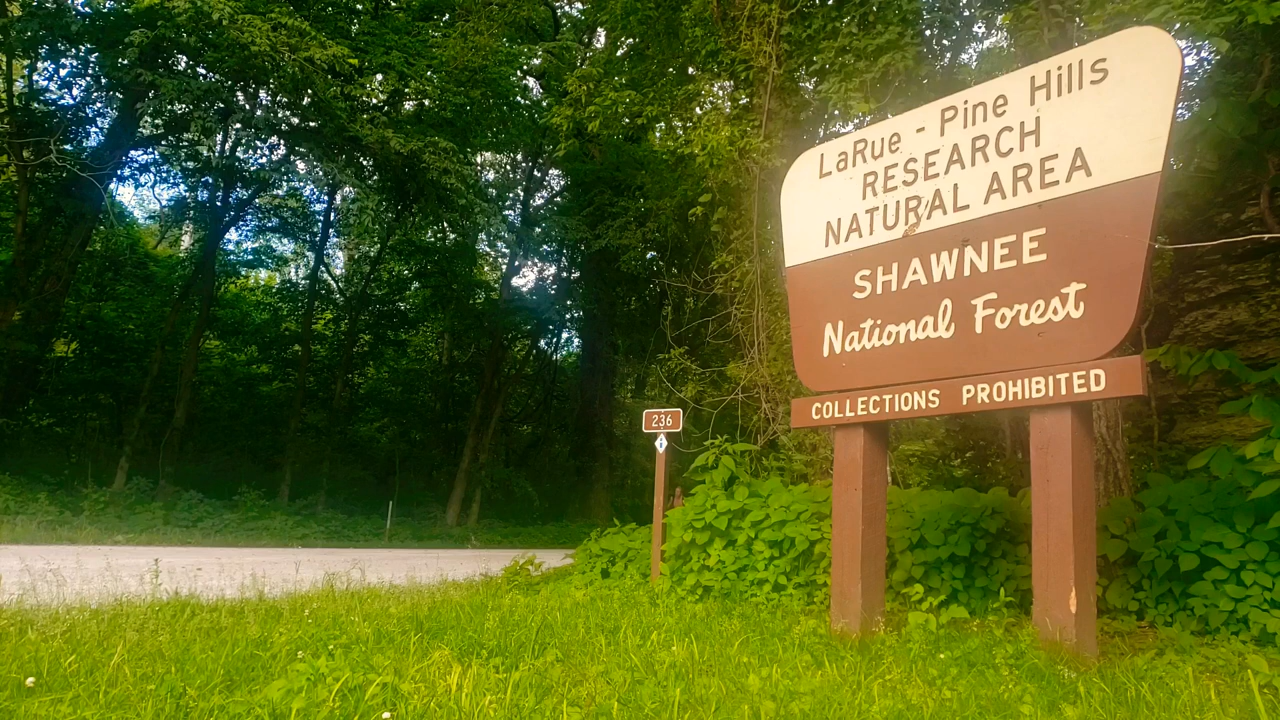 LaRue - Pine Hills
RESEARCH
NATURAL AREA
SHAWNEE
National Forest
COLLECTIONS PROHIBITED
236